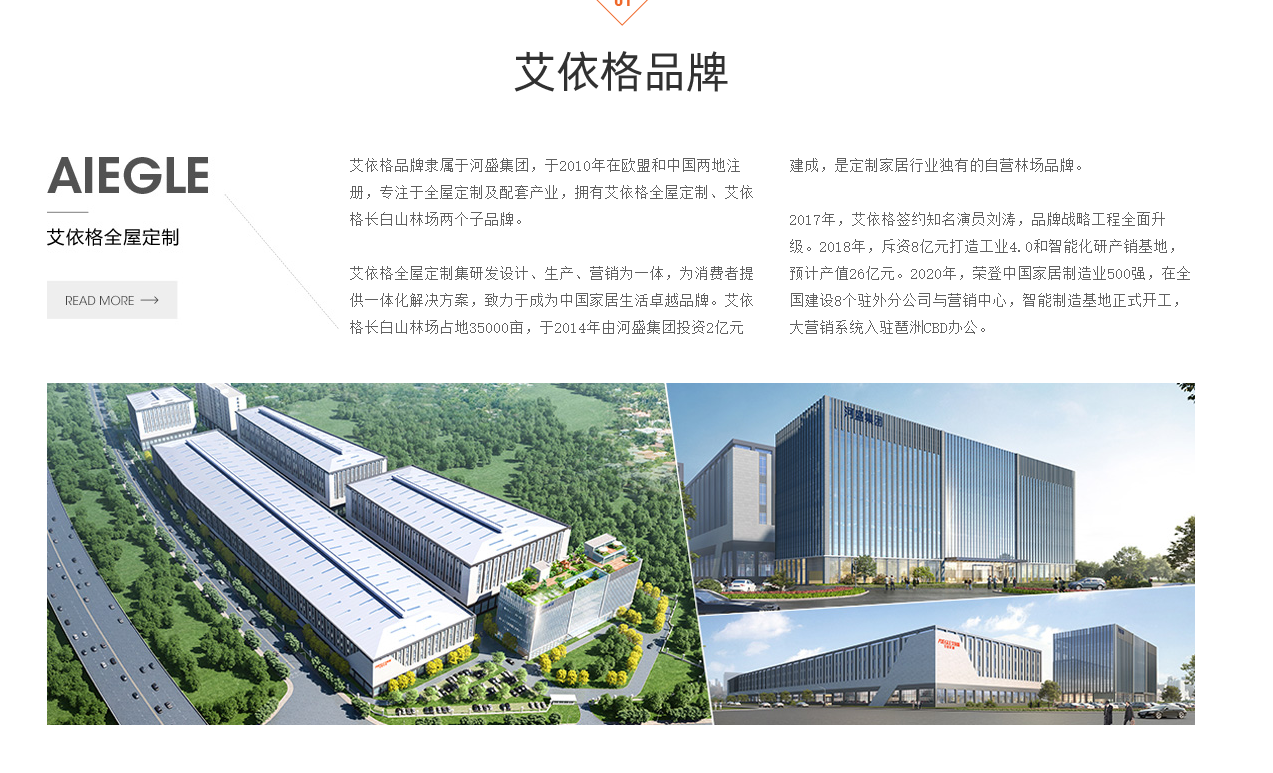 01
艾依格品牌
AIEGLE
艾依格全屋定制
READ MORE
艾依格品牌隶属于河盛集团，于2010年在欧盟和中国两地注
册，专注于全屋定制及配套产业，拥有艾依格全屋定制、艾依
格长白山林场两个子品牌。
艾依格全屋定制集研发设计、生产、营销为一体，为消费者提
供一体化解决方案，致力于成为中国家居生活卓越品牌。艾依
格长白山林场占地35000亩，于2014年由河盛集团投资2亿元
建成，是定制家居行业独有的自营林场品牌。
2017年，艾依格签约知名演员刘涛，品牌战略工程全面升
级。2018年，斥资8亿元打造工业4.0和智能化研产销基地，
预计产值26亿元。2020年，荣登中国家居制造业500强，在全
国建设8个驻外分公司与营销中心，智能制造基地正式开工，
大营销系统入驻琶洲CBD办公。
河盛集团